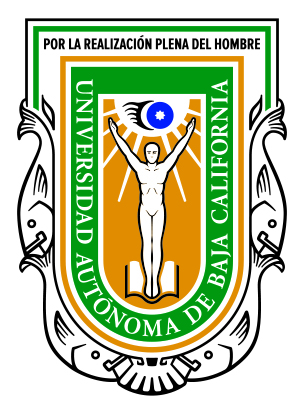 POR LA REALIZACIÓN PLENA DEL HOMBRE
UNIVERSIDAD AUTÓNOMA DE BAJA CALIFORNIA